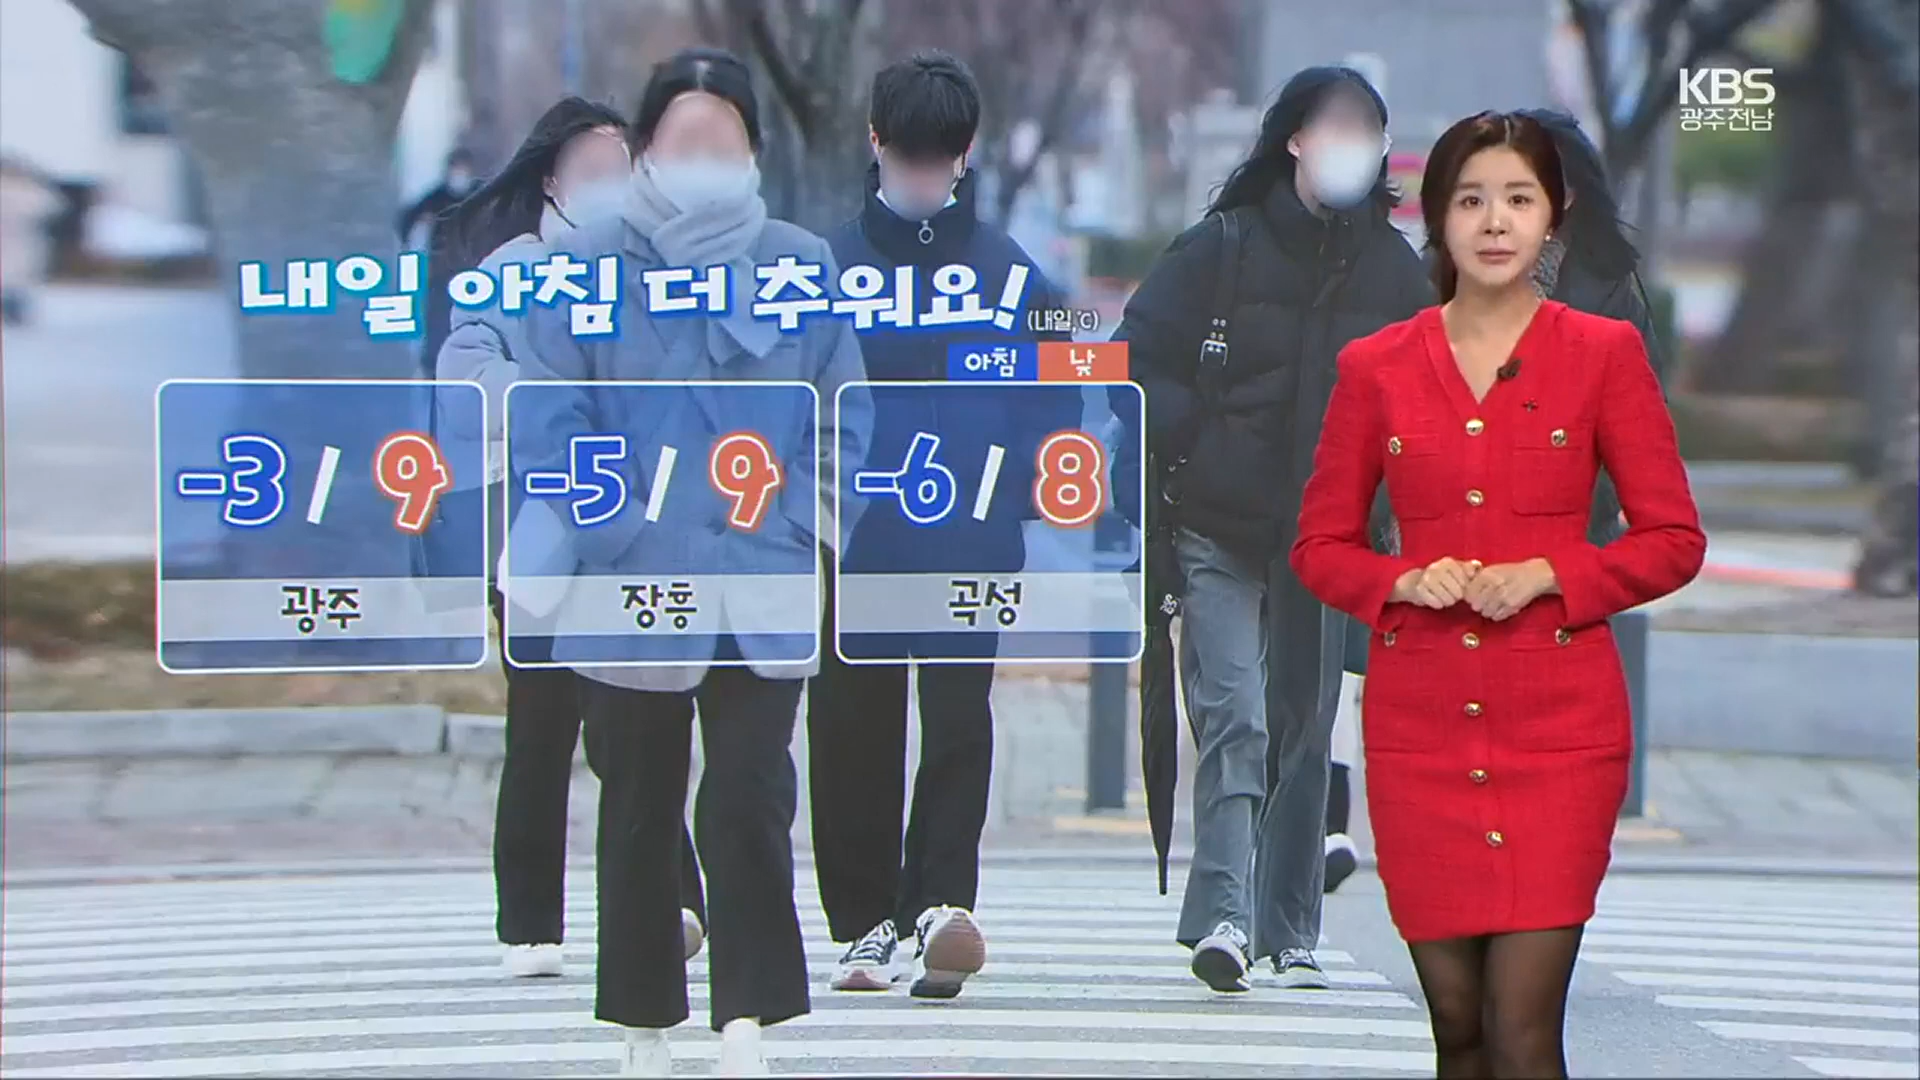 KBS
광주전남
내일 아침 더 추워요!
(내일,℃)
아침 낮
-3 / 9
-5 / 9
-6 / 8
광주
장흥
곡성